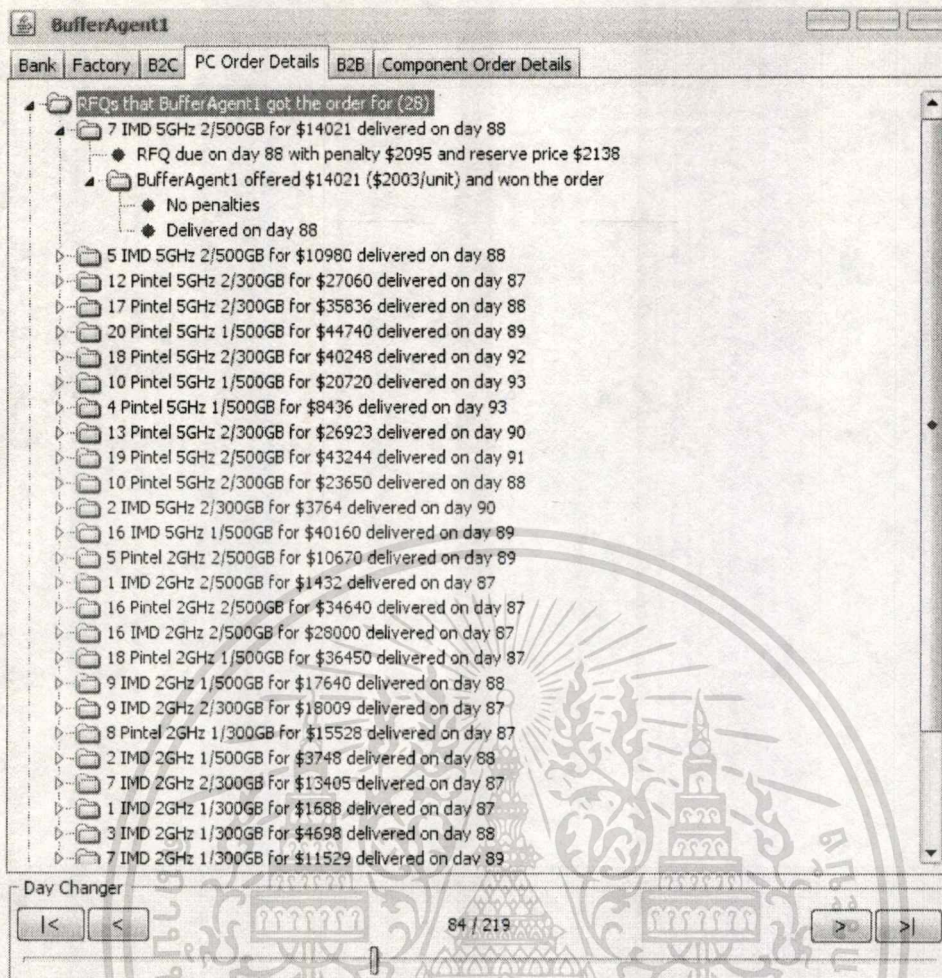 BufferAgent1
Bank Factory B2C PC Order Details B2B Component Order Details
RFQs that BufferAgent1 got the order for (28)
7 IMD 5GHz 2/500GB for $14021 delivered on day 88
RFQ due on day 88 with penalty $2095 and reserve price $2138
BufferAgent1 offered $14021 ($2003/unit) and won the order
No penalties
Delivered on day 88
5 IMD 5GHz 2/500GB for $10980 delivered on day 88
12 Pintel 5GHz 2/300GB for $27060 delivered on day 87
17 Pintel 5GHz 2/300GB for $35836 delivered on day 88
20 Pintel 5GHz 1/500GB for $44740 delivered on day 89
18 Pintel 5GHz 2/300GB for $40248 delivered on day 92
10 Pintel 5GHz 1/500GB for $20720 delivered on day 93
4 Pintel 5GHz 1/500GB for $8436 delivered on day 93
13 Pintel 5GHz 2/300GB for $26923 delivered on day 90
19 Pintel 5GHz 2/500GB for $43244 delivered on day 91
10 Pintel 5GHz 2/300GB for $23650 delivered on day 88
2 IMD 5GHz 2/300GB for $3764 delivered on day 90
16 IMD 5GHz 1/500GB for $40160 delivered on day 89
5 Pintel 2GHz 2/500GB for $10670 delivered on day 89
1 IMD 2GHz 2/500GB for $1432 delivered on day 87
16 Pintel 2GHz 2/500GB for $34640 delivered on day 87
16 IMD 2GHz 2/500GB for $28000 delivered on day 87
18 Pintel 2GHz 1/500GB for $36450 delivered on day 87
9 IMD 2GHz 1/500GB for $17640 delivered on day 88
9 IMD 2GHz 2/300GB for $18009 delivered on day 87
8 Pintel 2GHz 1/300GB for $15528 delivered on day 87
2 IMD 2GHz 1/500GB for $3748 delivered on day 88
7 IMD 2GHz 2/300GB for $13405 delivered on day 87
1 IMD 2GHz 1/300GB for $1688 delivered on day 87
3 IMD 2GHz 1/300GB for $4698 delivered on day 88
7 IMD 2GHz 1/300GB for $11529 delivered on day 89
Day Changer
|< < 84 / 219 > >|